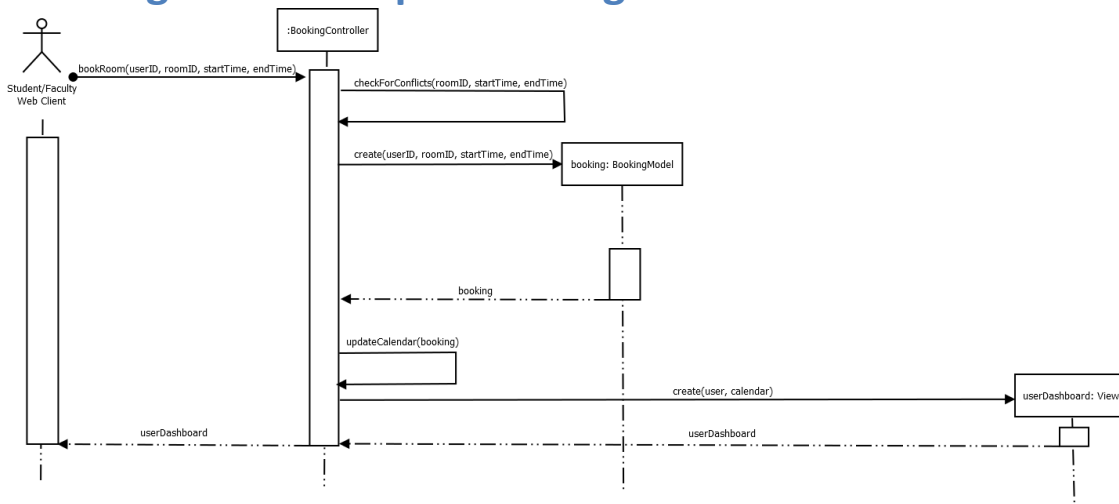 :BookingController
bookRoom(userID, roomID, startTime, endTime)
Student/Faculty
Web Client
checkForConflicts(roomID, startTime, endTime)
create(userID, roomID, startTime, endTime)
booking: BookingModel
booking
updateCalendar(booking)
create(user, calendar)
userDashboard: View
userDashboard
userDashboard